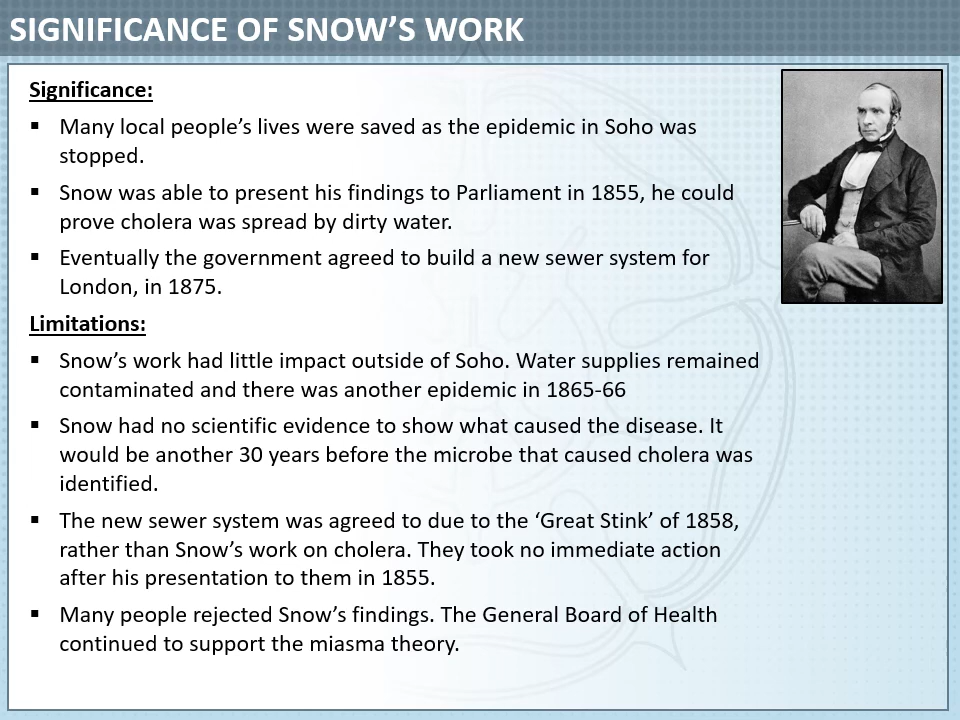 SIGNIFICANCE OF SNOW’S WORK
Significance:
▪ Many local people’s lives were saved as the epidemic in Soho was
stopped.
▪ Snow was able to present his findings to Parliament in 1855, he could
prove cholera was spread by dirty water.
▪ Eventually the government agreed to build a new sewer system for
London, in 1875.
Limitations:
▪ Snow’s work had little impact outside of Soho. Water supplies remained
contaminated and there was another epidemic in 1865-66
▪ Snow had no scientific evidence to show what caused the disease. It
would be another 30 years before the microbe that caused cholera was
identified.
▪ The new sewer system was agreed to due to the ‘Great Stink’ of 1858,
rather than Snow’s work on cholera. They took no immediate action
after his presentation to them in 1855.
▪ Many people rejected Snow’s findings. The General Board of Health
continued to support the miasma theory.